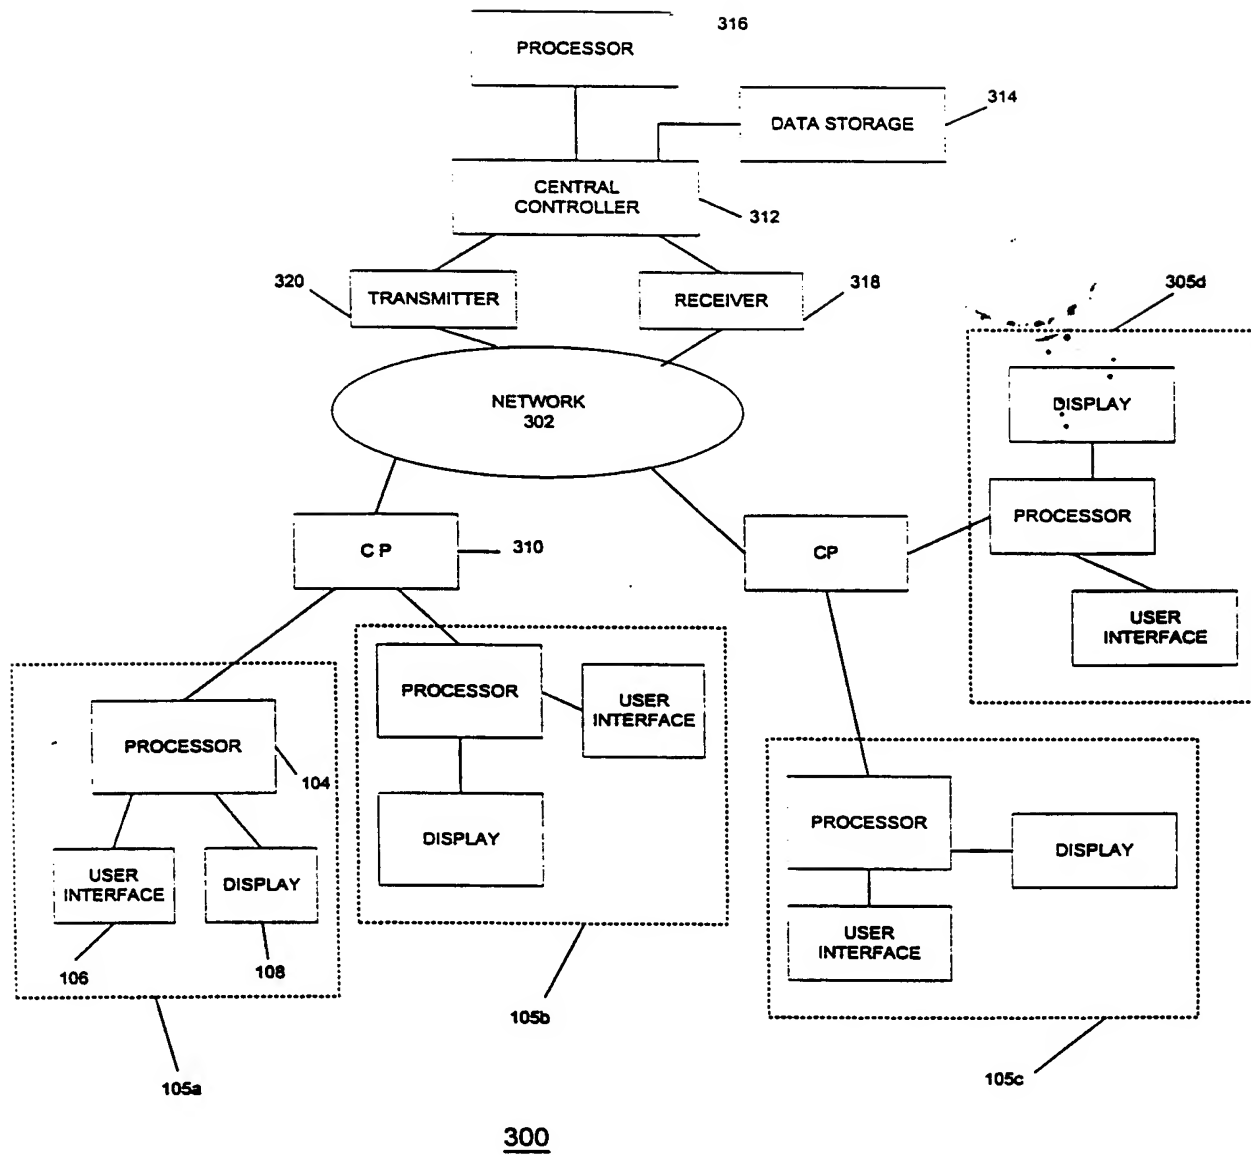 316
PROCESSOR
314
DATA STORAGE
CENTRAL
CONTROLLER
312
320
TRANSMITTER
RECEIVER
318
305d
NETWORK
302
DISPLAY
PROCESSOR
USER
INTERFACE
C P
310
CP
PROCESSOR
USER
INTERFACE
DISPLAY
105b
PROCESSOR
104
USER
INTERFACE
DISPLAY
106
108
105a
PROCESSOR
DISPLAY
USER
INTERFACE
105c
300